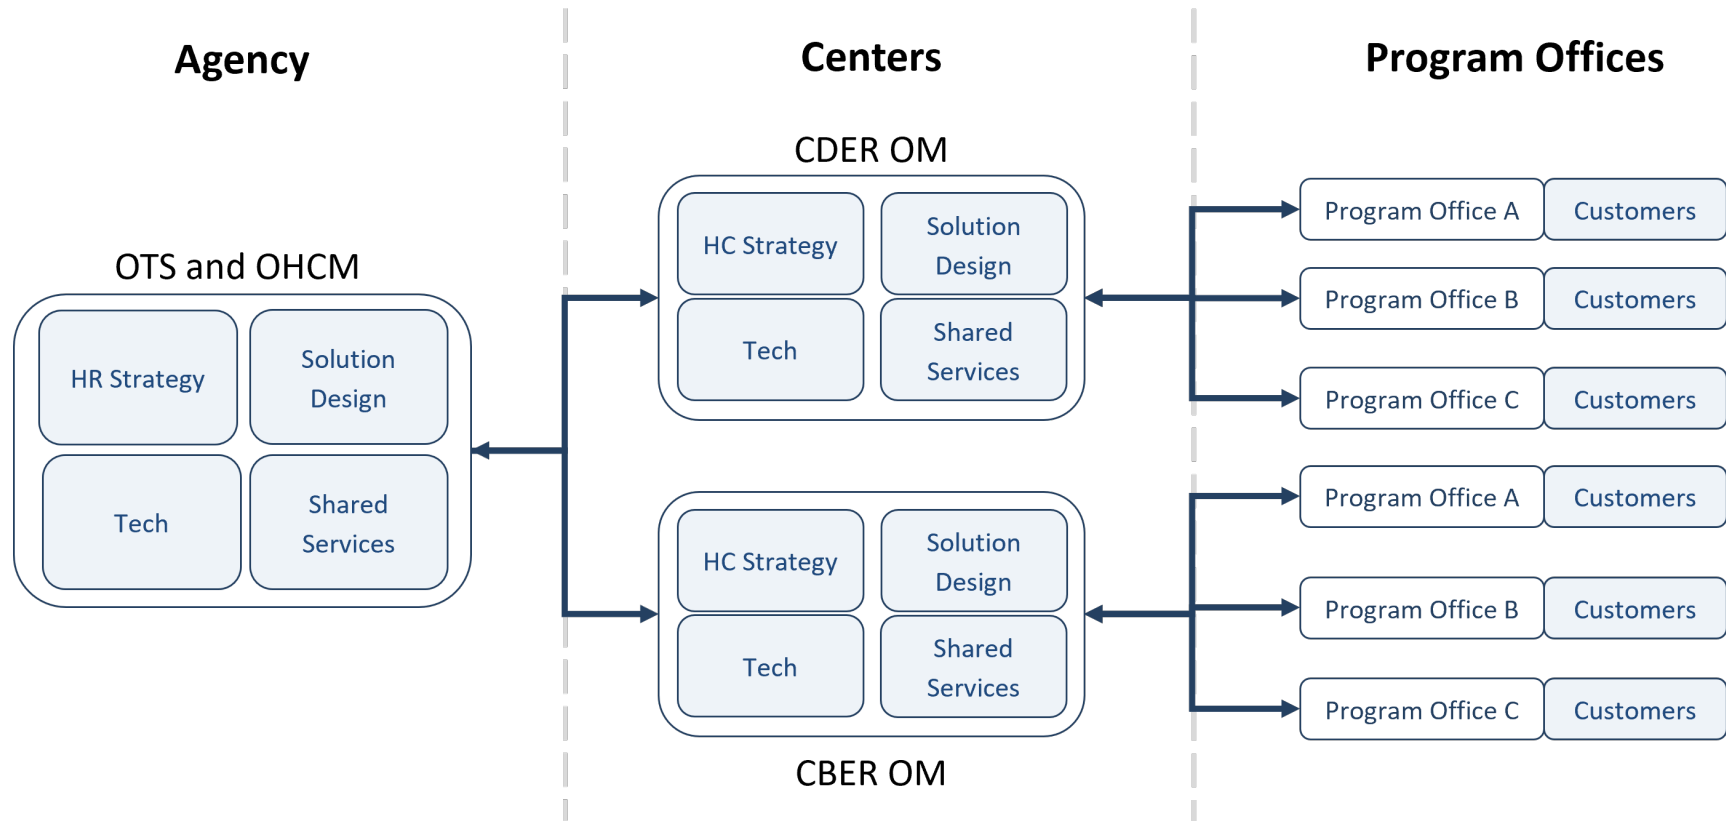 Agency
Centers
Program Offices
OTS and OHCM
HR Strategy
Solution
Design
Tech
Shared
Services
CDER OM
HC Strategy
Solution
Design
Tech
Shared
Services
HC Strategy
Solution
Design
Tech
Shared
Services
CBER OM
Program Office A
Customers
Program Office B
Customers
Program Office C
Customers
Program Office A
Customers
Program Office B
Customers
Program Office C
Customers